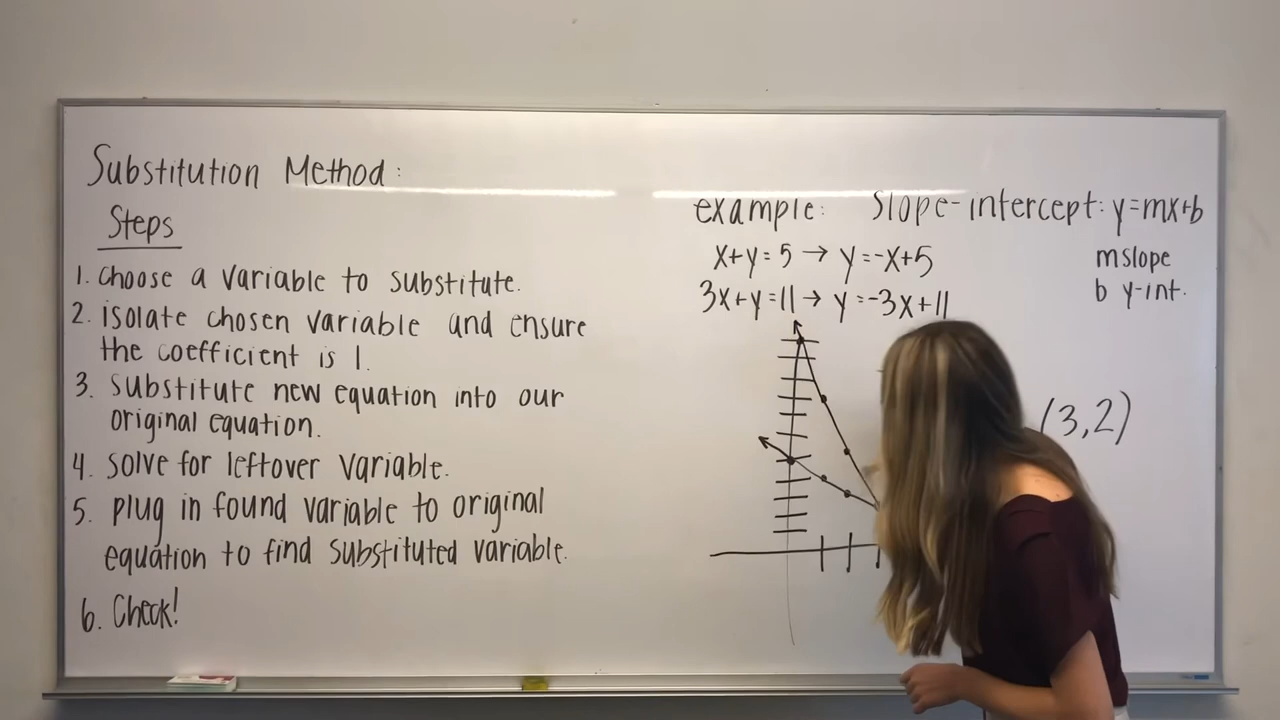 Substitution Method:
Steps
1. choose a variable to substitute.
2. isolate chosen variable and ensure
the coefficient is 1.
3. substitute new equation into our
original equation.
4. solve for leftover variable.
5. plug in found variable to original
equation to find substituted variable.
6. Check!
example: Slope-intercept: y=mx+b
x+y=5 → y=-x+5
3x+y=11 → y=-3x+11
m slope
b y-int.
(3,2)